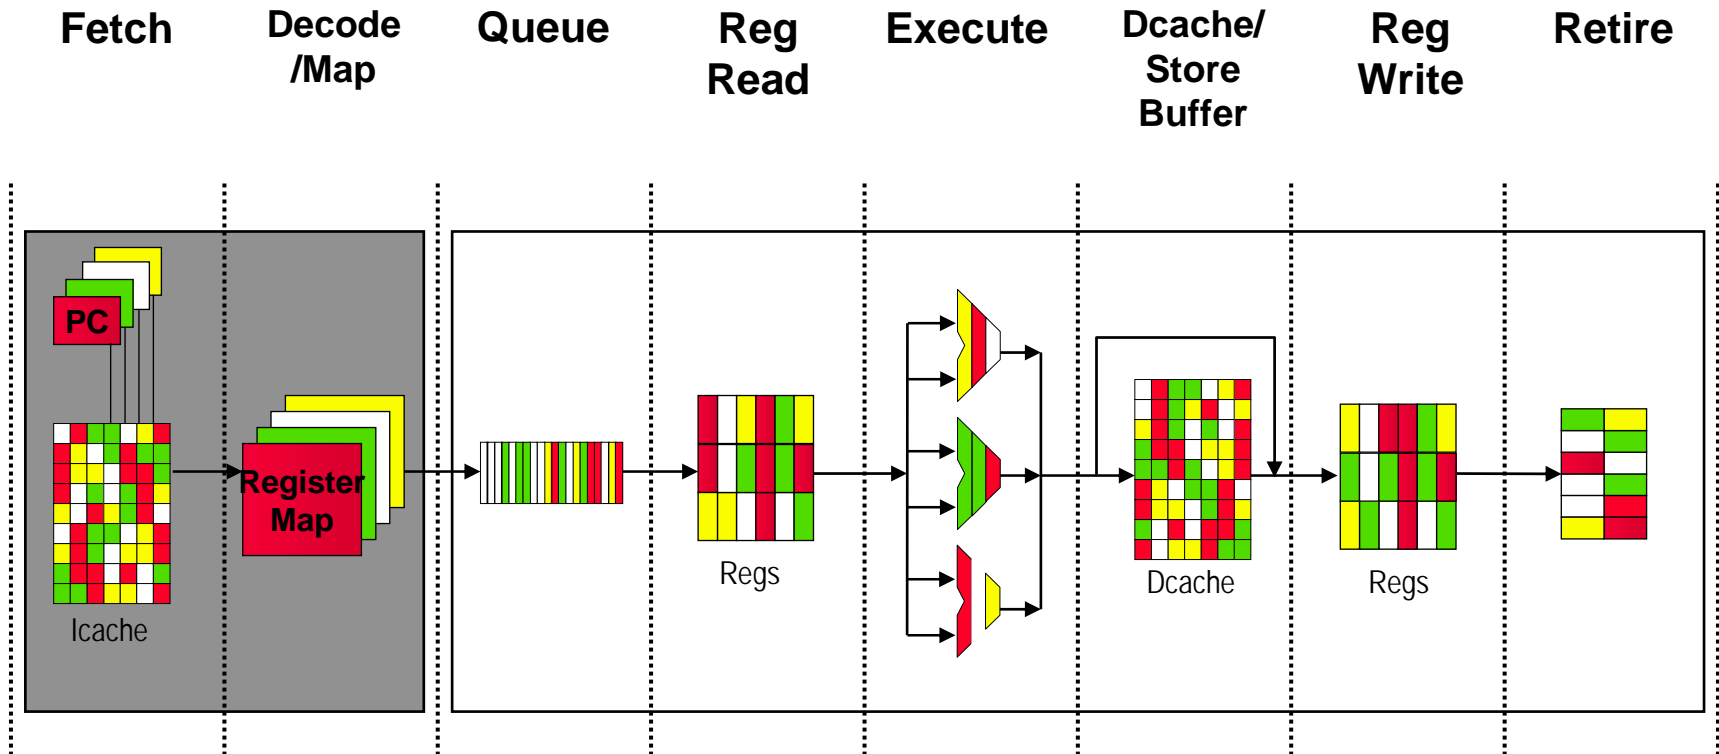 Fetch
Decode
/Map
Queue
Reg
Read
Execute
Dcache/
Store
Buffer
Reg
Write
Retire
PC
Register
Map
Icache
Regs
Dcache
Regs